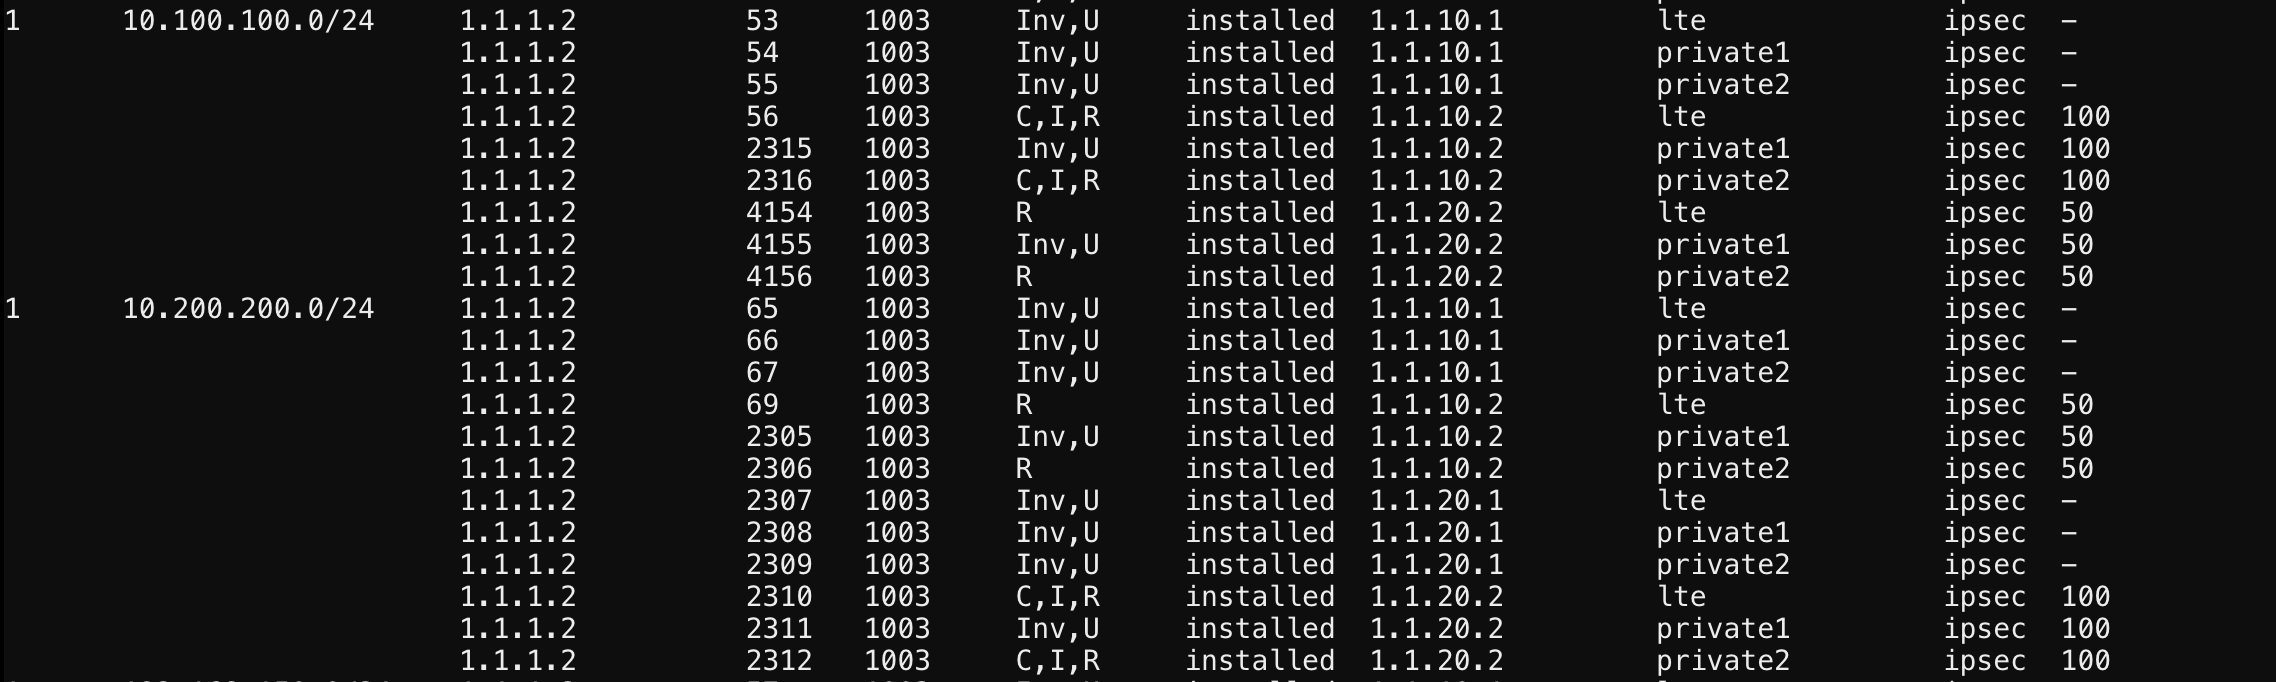 1 10.100.100.0/24 1.1.1.2 53 1003 Inv,U installed 1.1.10.1 lte ipsec -
1.1.1.2 54 1003 Inv,U installed 1.1.10.1 private1 ipsec -
1.1.1.2 55 1003 Inv,U installed 1.1.10.1 private2 ipsec -
1.1.1.2 56 1003 C,I,R installed 1.1.10.2 lte ipsec 100
1.1.1.2 2315 1003 Inv,U installed 1.1.10.2 private1 ipsec 100
1.1.1.2 2316 1003 C,I,R installed 1.1.10.2 private2 ipsec 100
1.1.1.2 4154 1003 R installed 1.1.20.2 lte ipsec 50
1.1.1.2 4155 1003 Inv,U installed 1.1.20.2 private1 ipsec 50
1.1.1.2 4156 1003 R installed 1.1.20.2 private2 ipsec 50
1 10.200.200.0/24 1.1.1.2 65 1003 Inv,U installed 1.1.10.1 lte ipsec -
1.1.1.2 66 1003 Inv,U installed 1.1.10.1 private1 ipsec -
1.1.1.2 67 1003 Inv,U installed 1.1.10.1 private2 ipsec -
1.1.1.2 69 1003 R installed 1.1.10.2 lte ipsec 50
1.1.1.2 2305 1003 Inv,U installed 1.1.10.2 private1 ipsec 50
1.1.1.2 2306 1003 R installed 1.1.10.2 private2 ipsec 50
1.1.1.2 2307 1003 Inv,U installed 1.1.20.1 lte ipsec -
1.1.1.2 2308 1003 Inv,U installed 1.1.20.1 private1 ipsec -
1.1.1.2 2309 1003 Inv,U installed 1.1.20.1 private2 ipsec -
1.1.1.2 2310 1003 C,I,R installed 1.1.20.2 lte ipsec 100
1.1.1.2 2311 1003 Inv,U installed 1.1.20.2 private1 ipsec 100
1.1.1.2 2312 1003 C,I,R installed 1.1.20.2 private2 ipsec 100